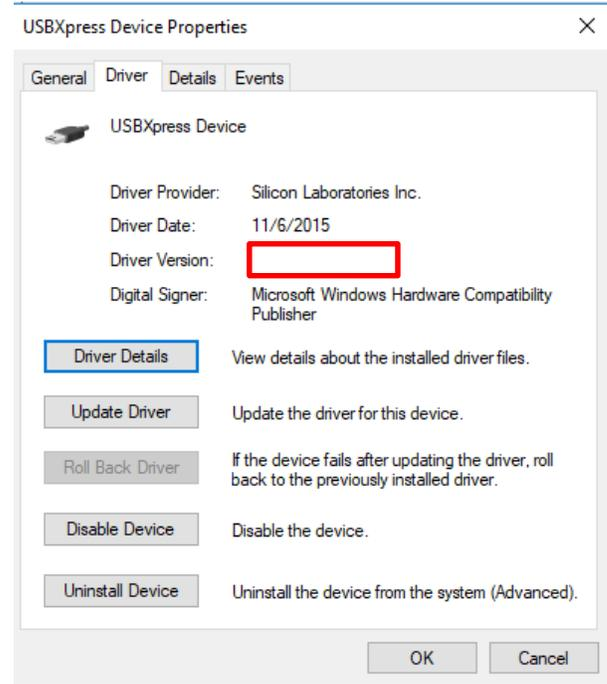 USBXpress Device Properties
General Driver Details Events
USBXpress Device
Driver Provider: Silicon Laboratories Inc.
Driver Date: 11/6/2015
Driver Version:
Digital Signer: Microsoft Windows Hardware Compatibility
Publisher
Driver Details View details about the installed driver files.
Update Driver Update the driver for this device.
Roll Back Driver If the device fails after updating the driver, roll
back to the previously installed driver.
Disable Device Disable the device.
Uninstall Device Uninstall the device from the system (Advanced).
OK Cancel